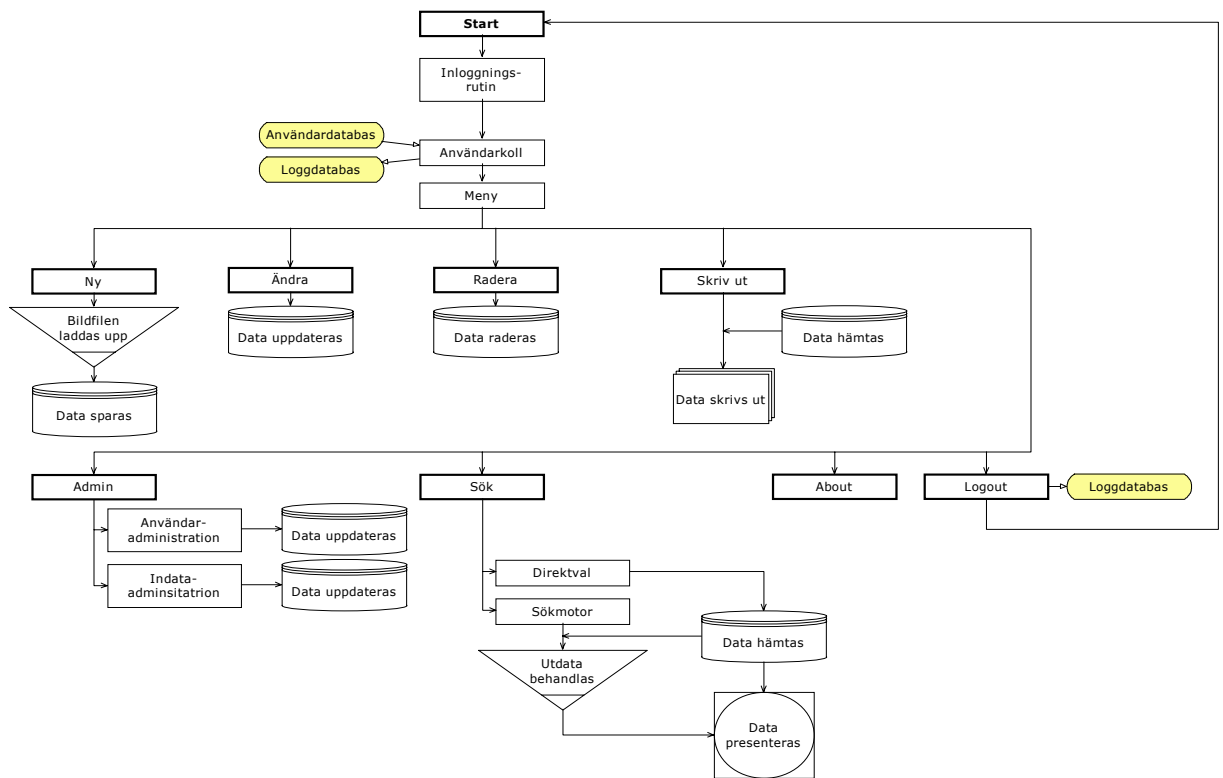 Start
Inloggnings-
rutin
Användardatabas
Användarkoll
Loggdatabas
Meny
Ny
Ändra
Radera
Skriv ut
Bildfilen
laddas upp
Data uppdateras
Data raderas
Data hämtas
Data sparas
Data skrivs ut
Admin
Sök
About
Logout
Loggdatabas
Användar-
administration
Data uppdateras
Indata-
adminsitatrion
Data uppdateras
Direktval
Sökmotor
Data hämtas
Utdata
behandlas
Data
presenteras